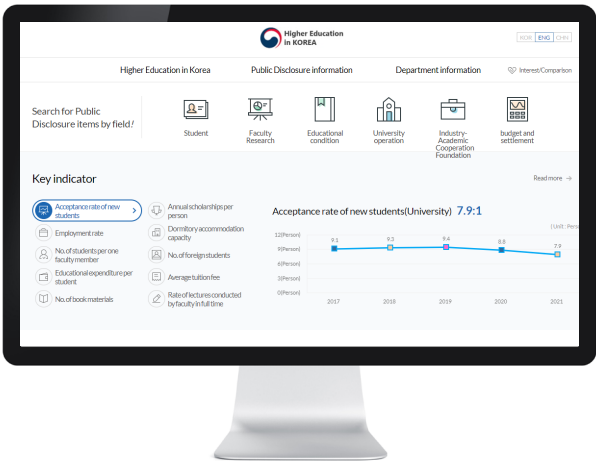 Higher Education
in KOREA
KOR ENG CHN
Higher Education in Korea
Public Disclosure information
Department information
Interest/Comparison
Search for Public
Disclosure items by field!
Student
Faculty
Research
Educational
condition
University
operation
Industry-
Academic
Cooperation
Foundation
budget and
settlement
Key indicator
Read more
Acceptance rate of new
students
Employment rate
No. of students per one
faculty member
Educational expenditure per
student
No. of book materials
Annual scholarships per
person
Dormitory accommodation
capacity
No. of foreign students
Average tuition fee
Rate of lectures conducted
by faculty in full time
Acceptance rate of new students(University) 7.9:1
(Unit : Pers
12(Person)
9(Person)
6(Person)
3(Person)
0(Person)
9.1
9.3
9.4
8.8
7.9
2017
2018
2019
2020
2021